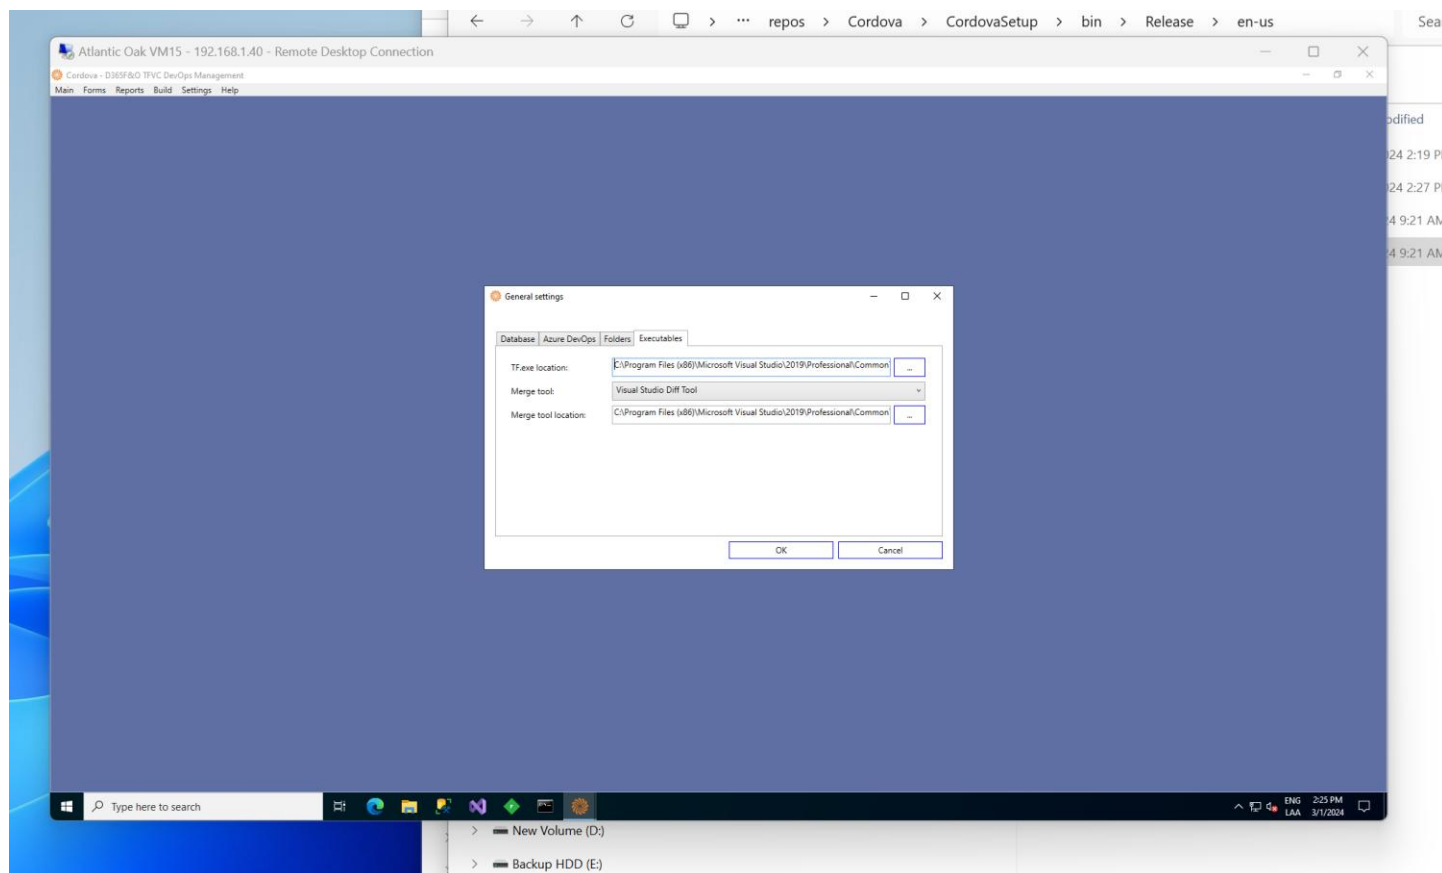 ··· repos > Cordova > CordovaSetup > bin > Release > en-us
Sea
Atlantic Oak VM15 - 192.168.1.40 - Remote Desktop Connection
Cordova - D365F&O TFVC DevOps Management
Main Forms Reports Build Settings Help
odified
24 2:19 P
24 2:27 P
4 9:21 AM
4 9:21 AM
General settings
Database Azure DevOps Folders Executables
TF.exe location: C:\Program Files (x86)\Microsoft Visual Studio\2019\Professional\Common ...
Merge tool: Visual Studio Diff Tool
Merge tool location: C:\Program Files (x86)\Microsoft Visual Studio\2019\Professional\Common ...
OK Cancel
Type here to search
ENG 2:25 PM
LAA 3/1/2024
> New Volume (D:)
> Backup HDD (E:)